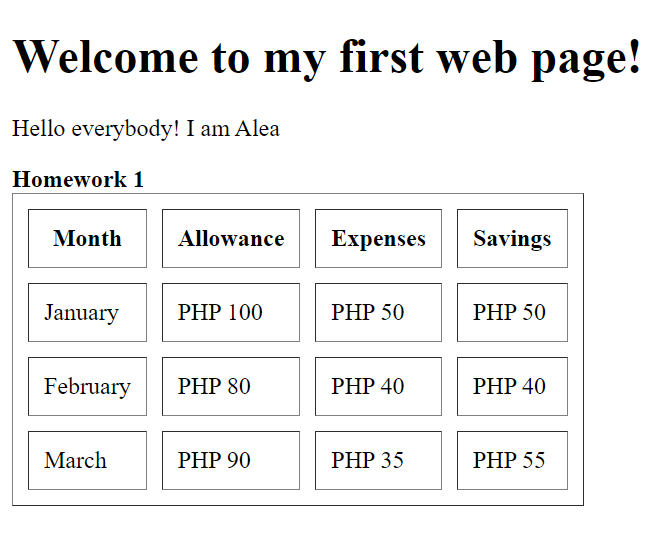 Welcome to my first web page!
Hello everybody! I am Alea
Homework 1
Month Allowance Expenses Savings
January PHP 100 PHP 50 PHP 50
February PHP 80 PHP 40 PHP 40
March PHP 90 PHP 35 PHP 55